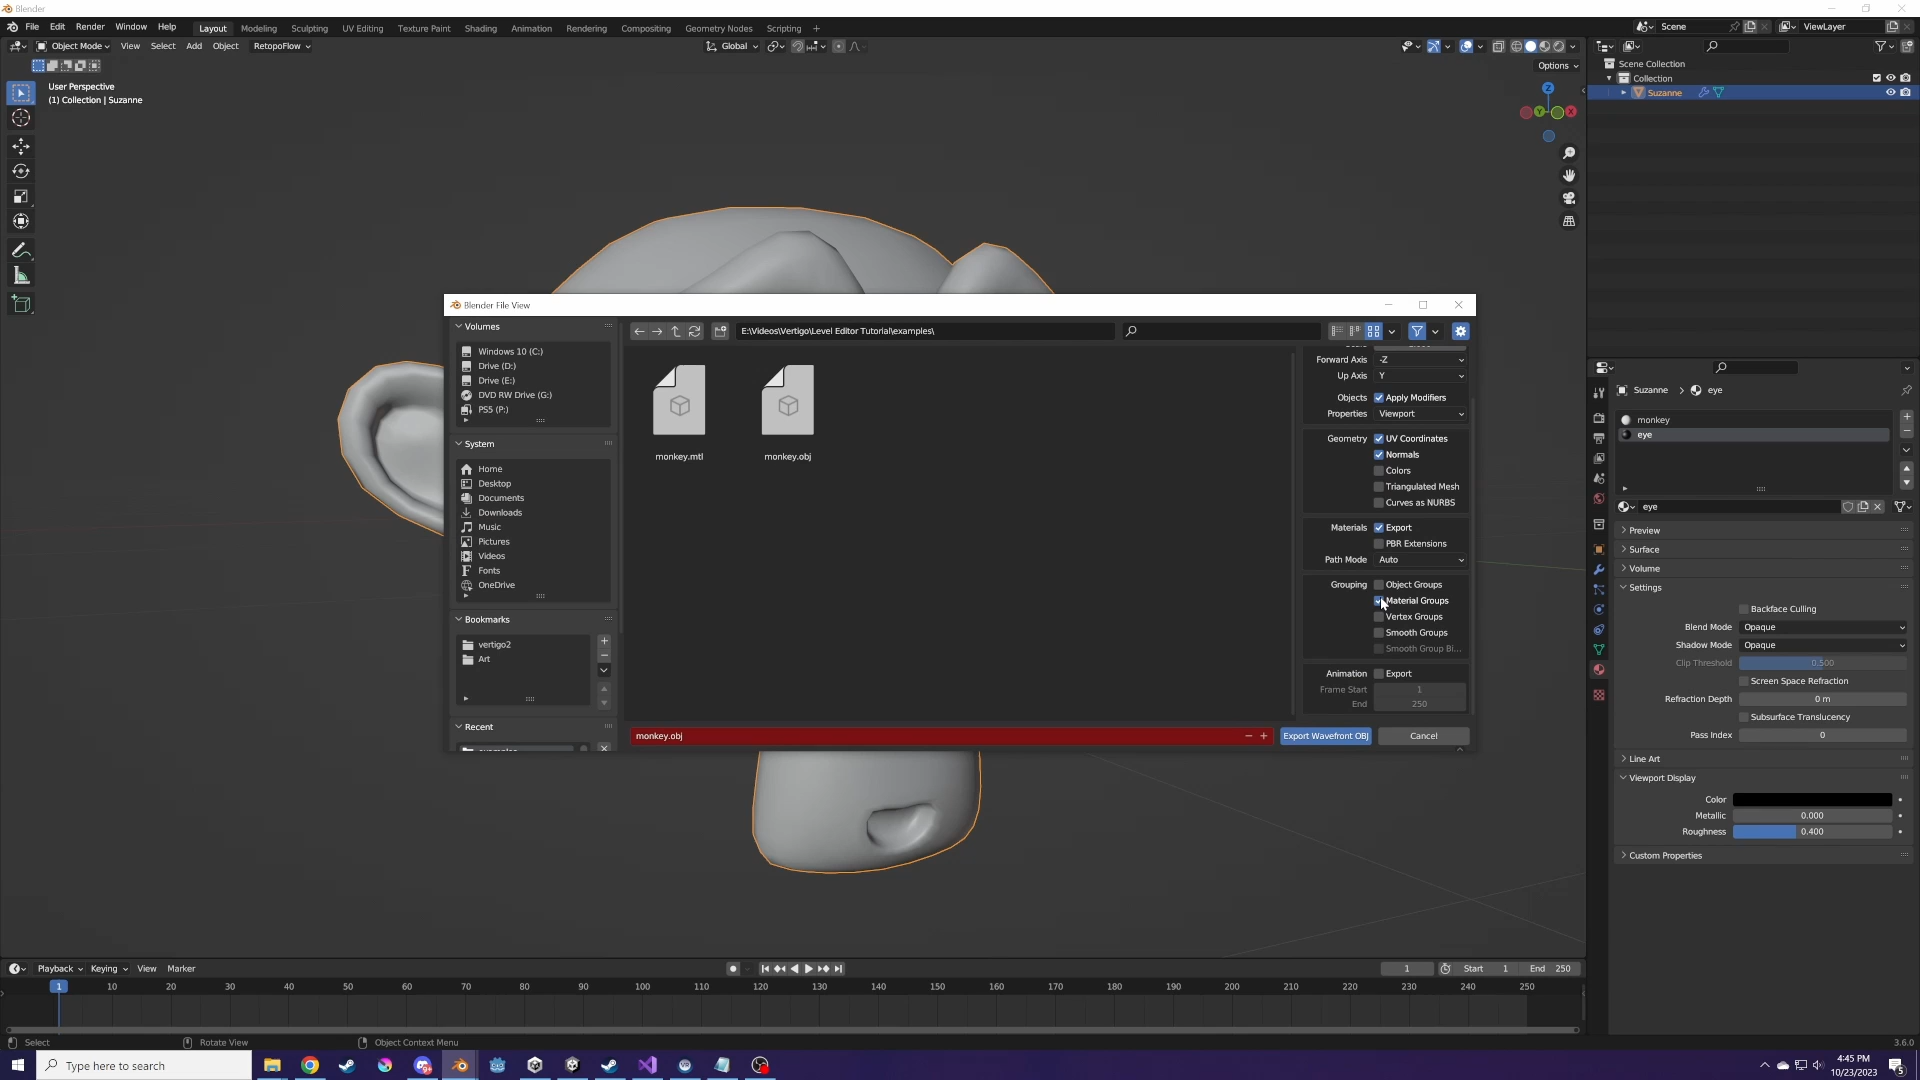 Blender
File Edit Render Window Help Layout Modeling Sculpting UV Editing Texture Paint Shading Animation Rendering Compositing Geometry Nodes Scripting + Scene ViewLayer
Object Mode View Select Add Object RetopoFlow Global
Options
User Perspective
(1) Collection | Suzanne
Z
Y
X
Scene Collection
Collection
Suzanne
Blender File View
Volumes
Windows 10 (C:)
Drive (D:)
Drive (E:)
DVD RW Drive (G:)
PS5 (P:)
System
Home
Desktop
Documents
Downloads
Music
Pictures
Videos
Fonts
OneDrive
Bookmarks
vertigo2
Art
Recent
E:\Videos\Vertigo\Level Editor Tutorial\examples\
monkey.mtl
monkey.obj
Forward Axis -Z
Up Axis Y
Objects Apply Modifiers
Properties Viewport
Geometry UV Coordinates
Normals
Colors
Triangulated Mesh
Curves as NURBS
Materials Export
PBR Extensions
Path Mode Auto
Grouping Object Groups
Material Groups
Vertex Groups
Smooth Groups
Smooth Group Bi...
Animation Export
Frame Start 1
End 250
monkey.obj
Export Wavefront OBJ
Cancel
Suzanne > eye
monkey
eye
eye
Preview
Surface
Volume
Settings
Backface Culling
Blend Mode Opaque
Shadow Mode Opaque
Clip Threshold 0.500
Screen Space Refraction
Refraction Depth 0 m
Subsurface Translucency
Pass Index 0
Line Art
Viewport Display
Color
Metallic 0.000
Roughness 0.400
Custom Properties
Playback Keying View Marker 1 Start 1 End 250
1 10 20 30 40 50 60 70 80 90 100 110 120 130 140 150 160 170 180 190 200 210 220 230 240 250
Select Rotate View Object Context Menu 3.6.0
Type here to search
4:45 PM
10/23/2023
5